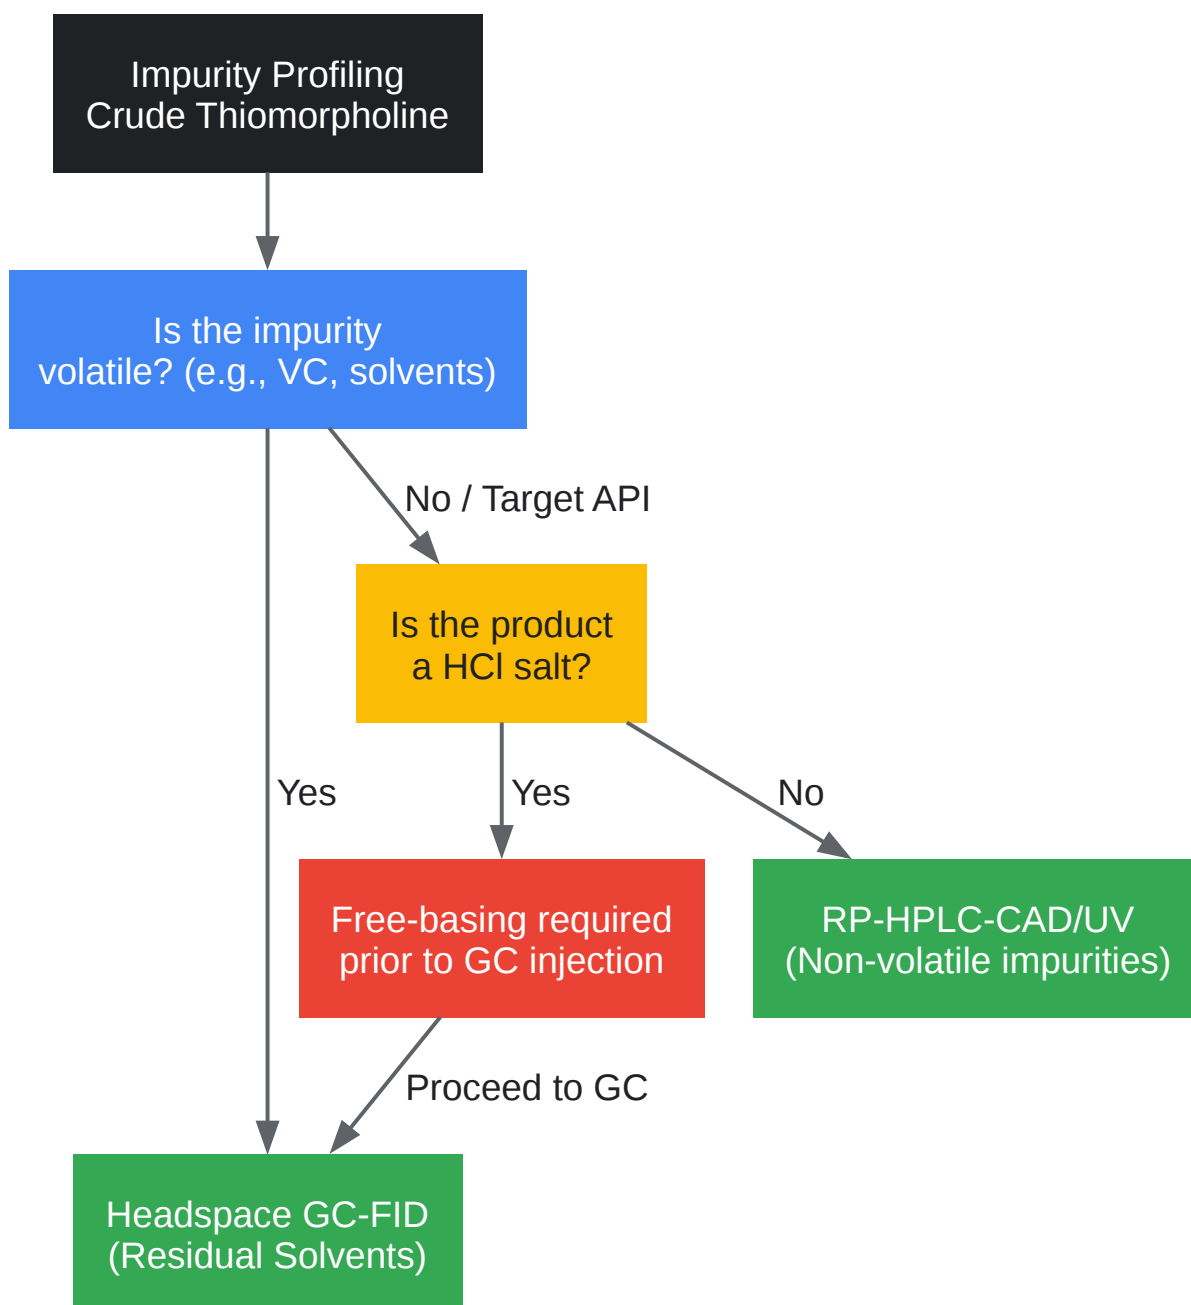 Impurity Profiling
Crude Thiomorpholine
Is the impurity
volatile? (e.g., VC, solvents)
No / Target API
Is the product
a HCl salt?
Yes
Yes
No
Free-basing required
prior to GC injection
RP-HPLC-CAD/UV
(Non-volatile impurities)
Proceed to GC
Headspace GC-FID
(Residual Solvents)